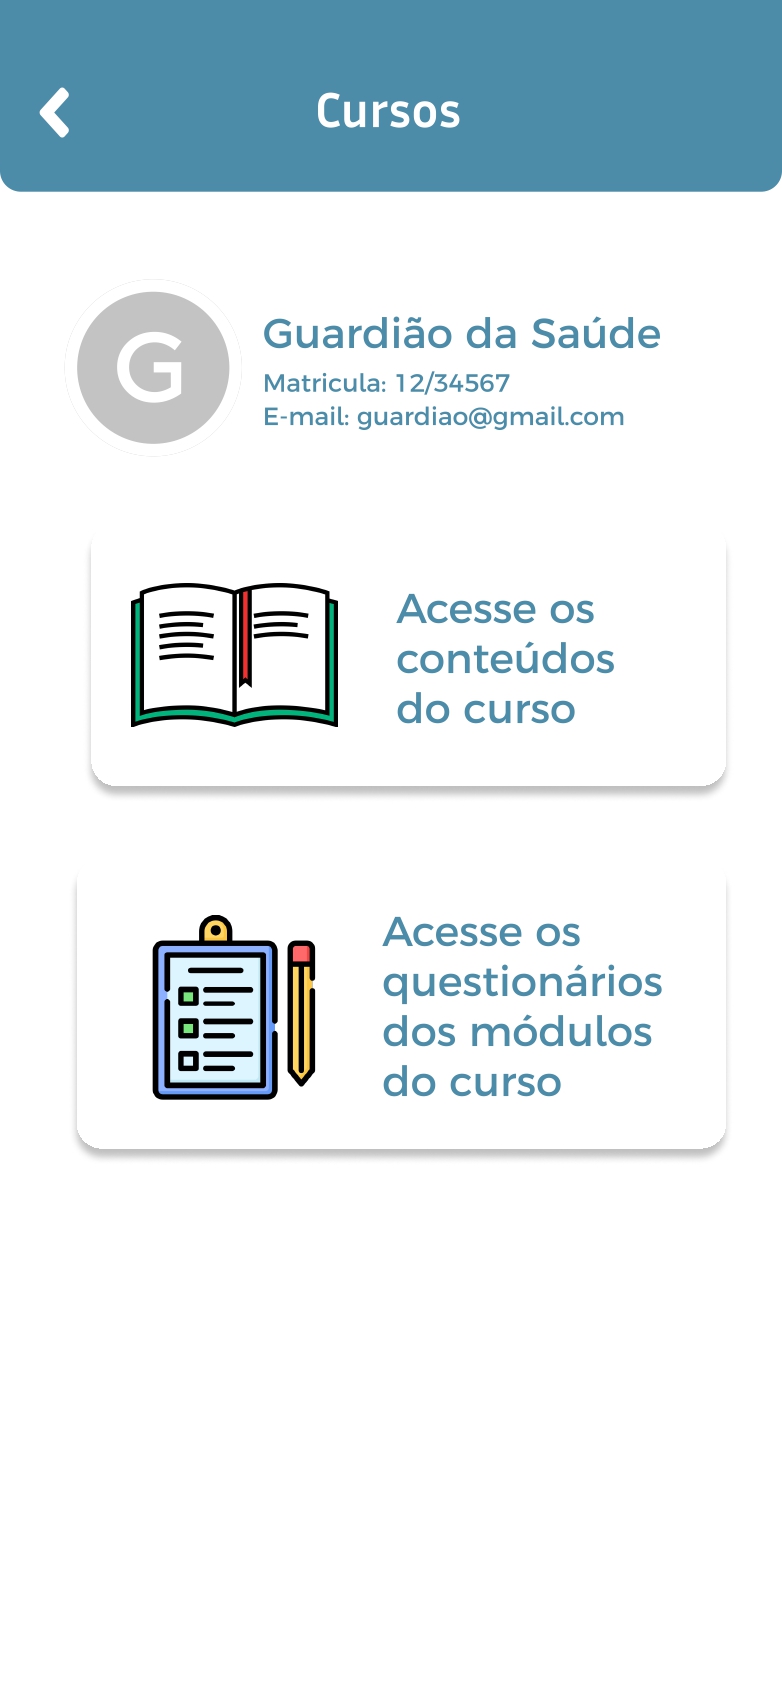 Cursos
G
Guardião da Saúde
Matricula: 12/34567
E-mail: guardiao@gmail.com
Acesse os
conteúdos
do curso
Acesse os
questionários
dos módulos
do curso